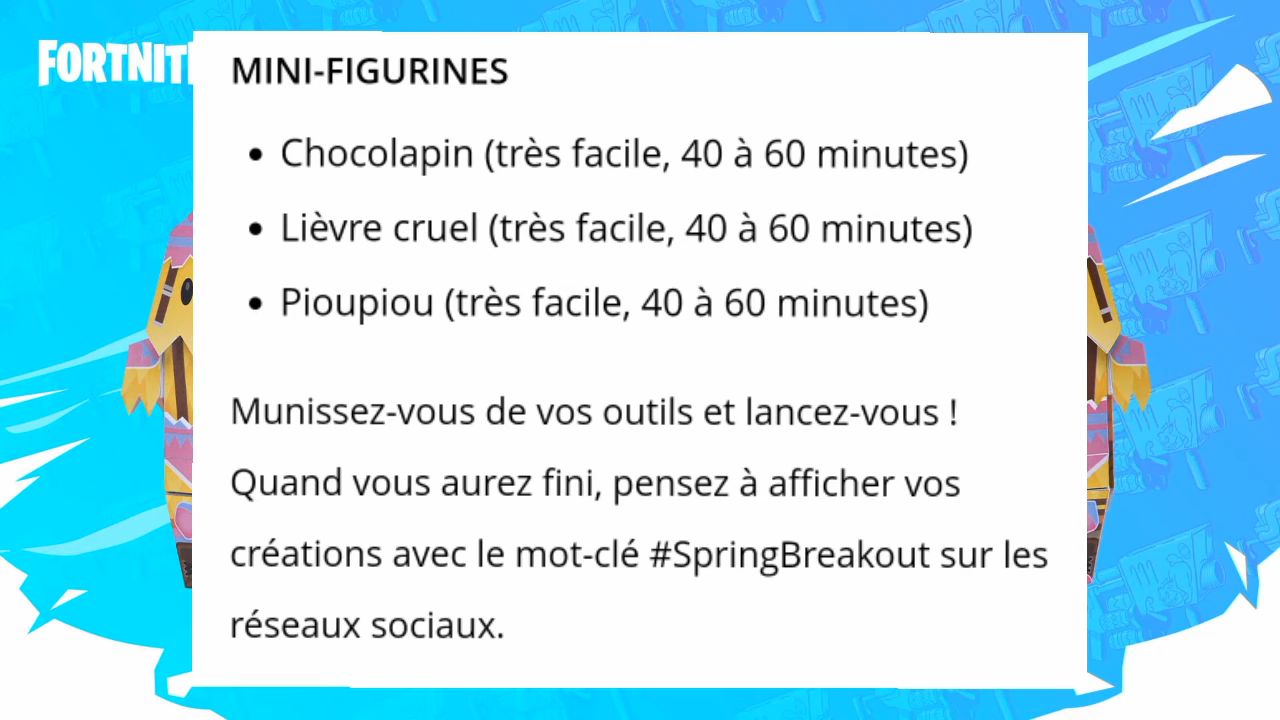 FORTNIT
MINI-FIGURINES
• Chocolapin (très facile, 40 à 60 minutes)
• Lièvre cruel (très facile, 40 à 60 minutes)
• Pioupiou (très facile, 40 à 60 minutes)
Munissez-vous de vos outils et lancez-vous !
Quand vous aurez fini, pensez à afficher vos
créations avec le mot-clé #SpringBreakout sur les
réseaux sociaux.